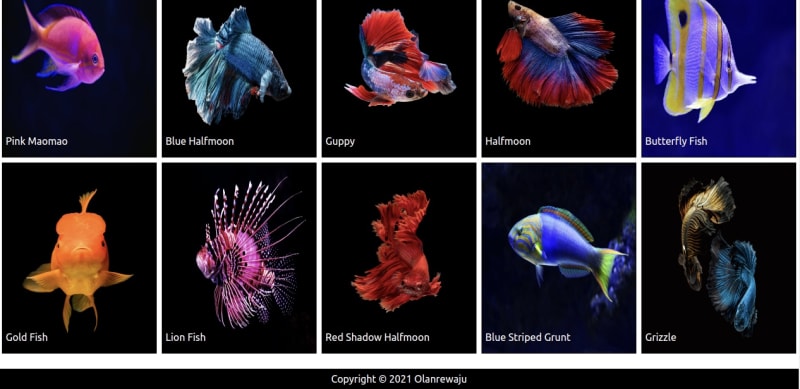 Pink Maomao
Blue Halfmoon
Guppy
Halfmoon
Butterfly Fish
Gold Fish
Lion Fish
Red Shadow Halfmoon
Blue Striped Grunt
Grizzle
Copyright © 2021 Olanrewaju